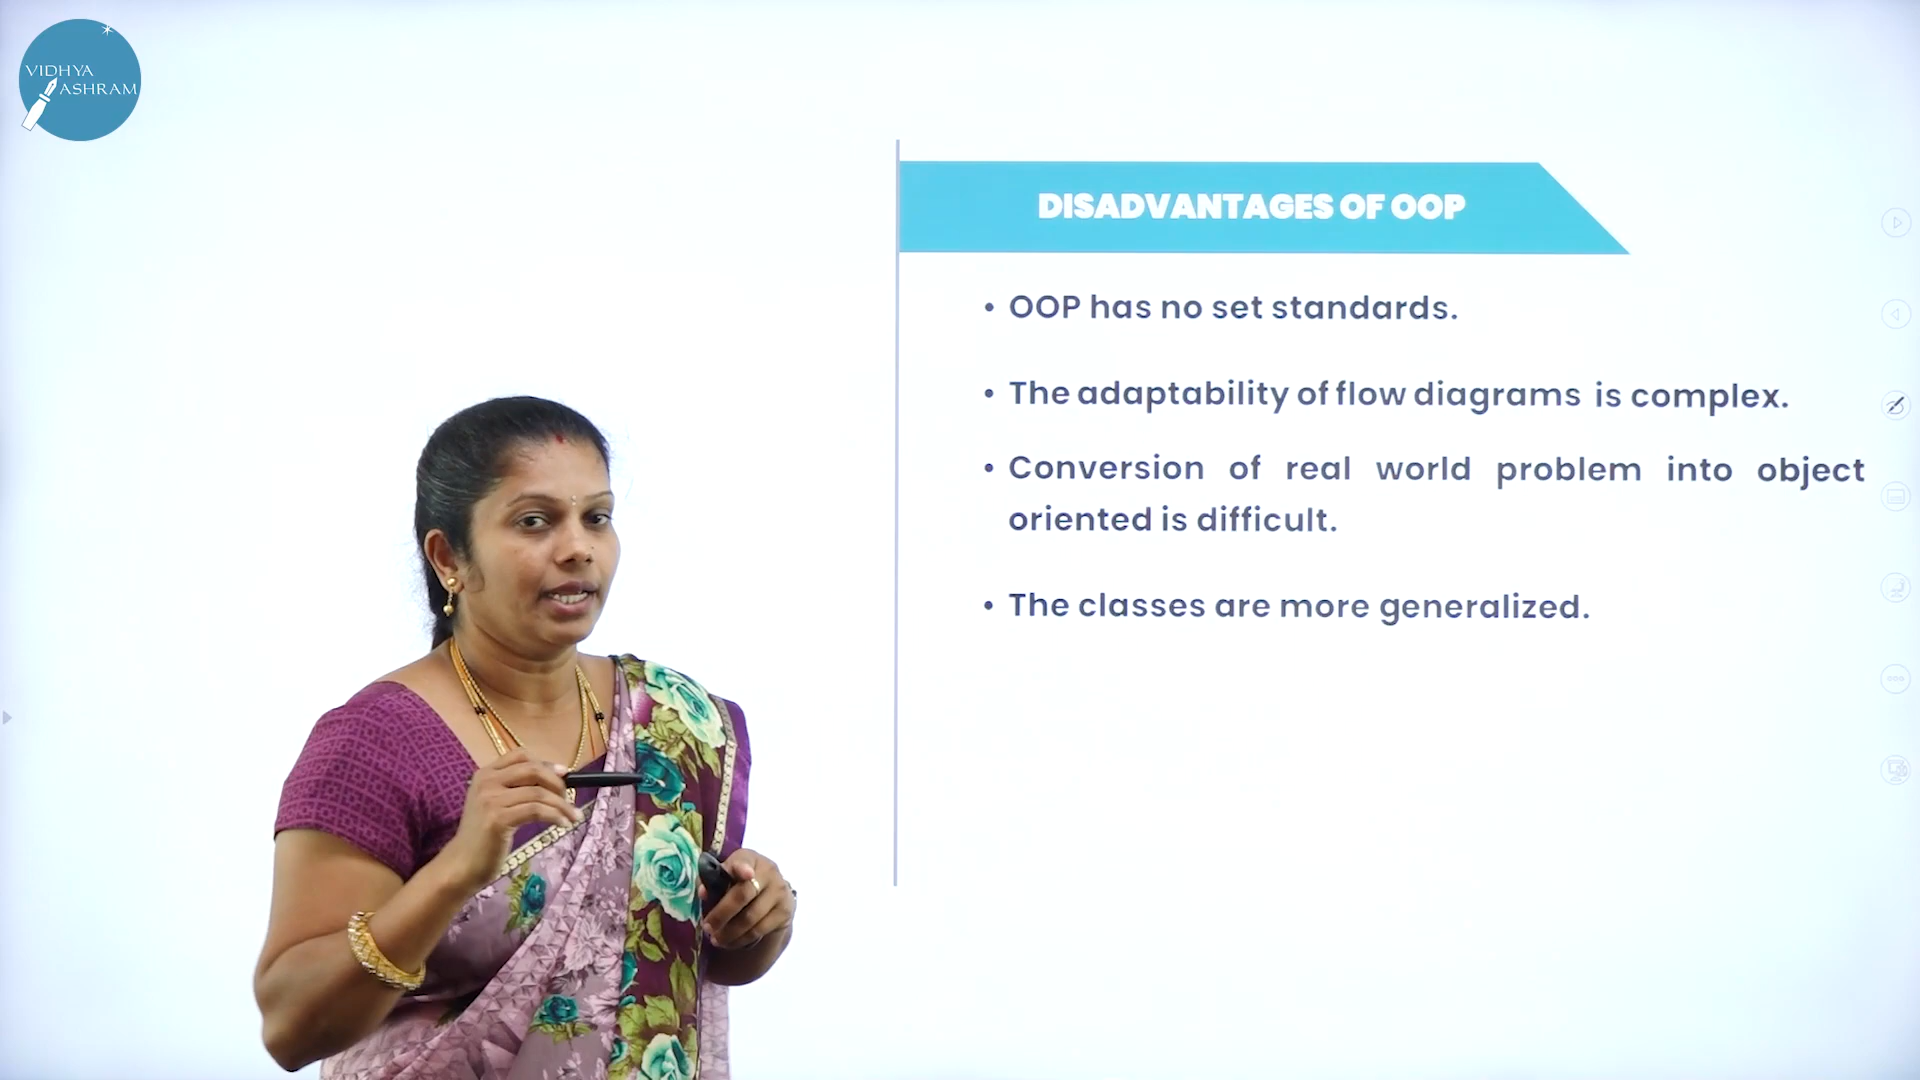 VIDHYA
ASHRAM
DISADVANTAGES OF OOP
• OOP has no set standards.
• The adaptability of flow diagrams is complex.
• Conversion of real world problem into object
oriented is difficult.
• The classes are more generalized.